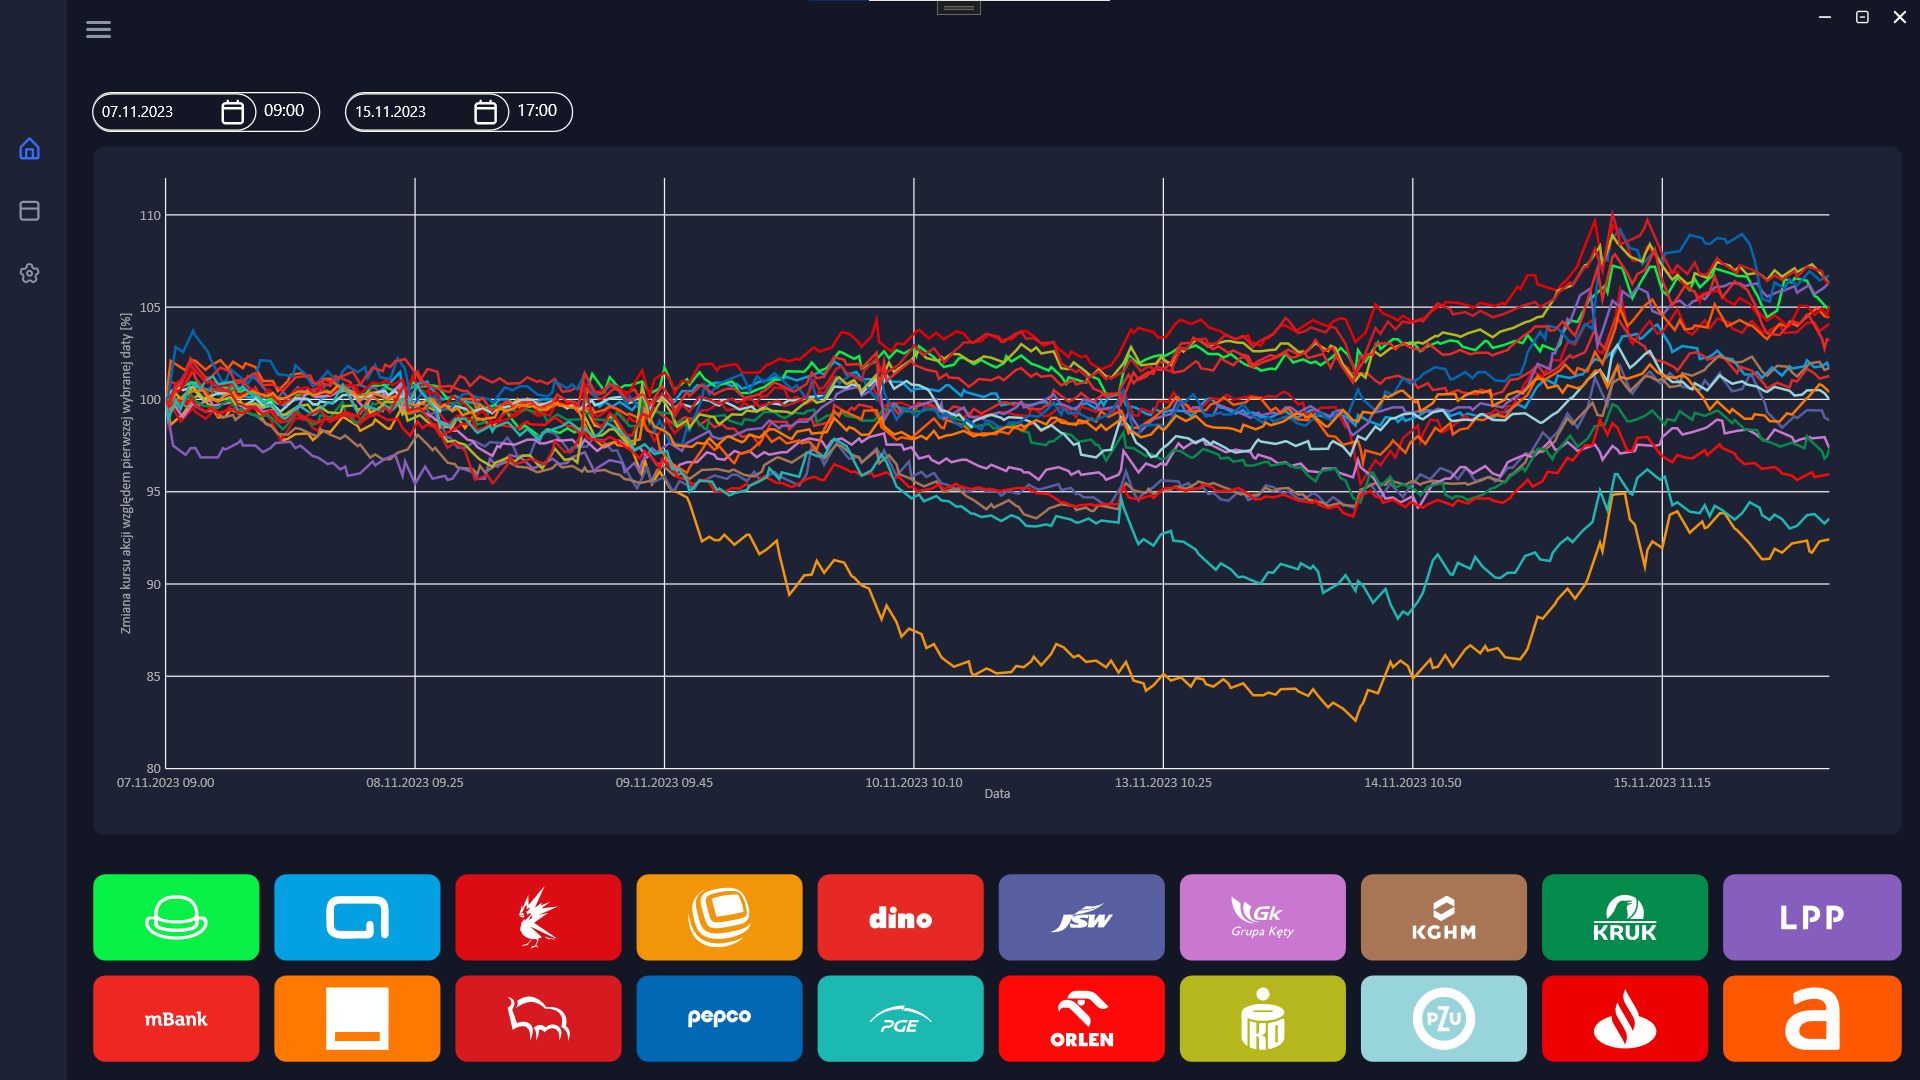 07.11.2023 09:00 15.11.2023 17:00
110
105
100
95
90
85
80
Zmiana kursu akcji względem pierwszej wybranej daty [%]
07.11.2023 09.00 08.11.2023 09.25 09.11.2023 09.45 10.11.2023 10.10 13.11.2023 10.25 14.11.2023 10.50 15.11.2023 11.15
Data
dino JSW Gk Grupa Kęty KGHM KRUK LPP
mBank pepco PGE ORLEN PKO PZU a